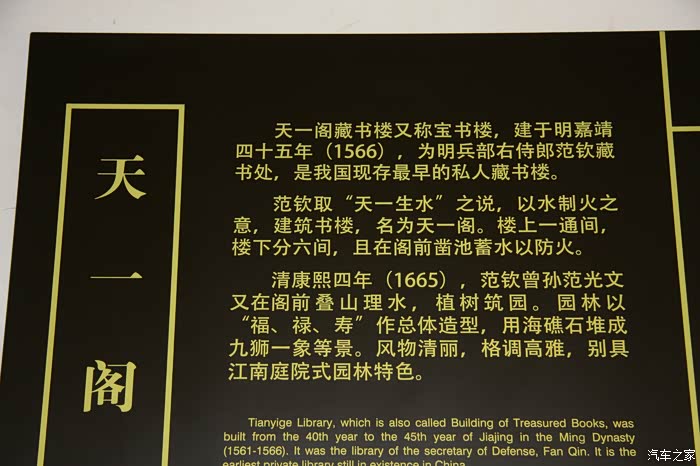 天一阁
天一阁藏书楼又称宝书楼，建于明嘉靖
四十五年（1566），为明兵部右侍郎范钦藏
书处，是我国现存最早的私人藏书楼。
范钦取“天一生水”之说，以水制火之
意，建筑书楼，名为天一阁。楼上一通间，
楼下分六间，且在阁前凿池蓄水以防火。
清康熙四年（1665），范钦曾孙范光文
又在阁前叠山理水，植树筑园。园林以
“福、禄、寿”作总体造型，用海礁石堆成
九狮一象等景。风物清丽，格调高雅，别具
江南庭院式园林特色。
Tianyige Library, which is also called Building of Treasured Books, was
built from the 40th year to the 45th year of Jiajing in the Ming Dynasty
(1561-1566). It was the library of the secretary of Defense, Fan Qin. It is the
earliest private library still in existence in China.
汽车之家